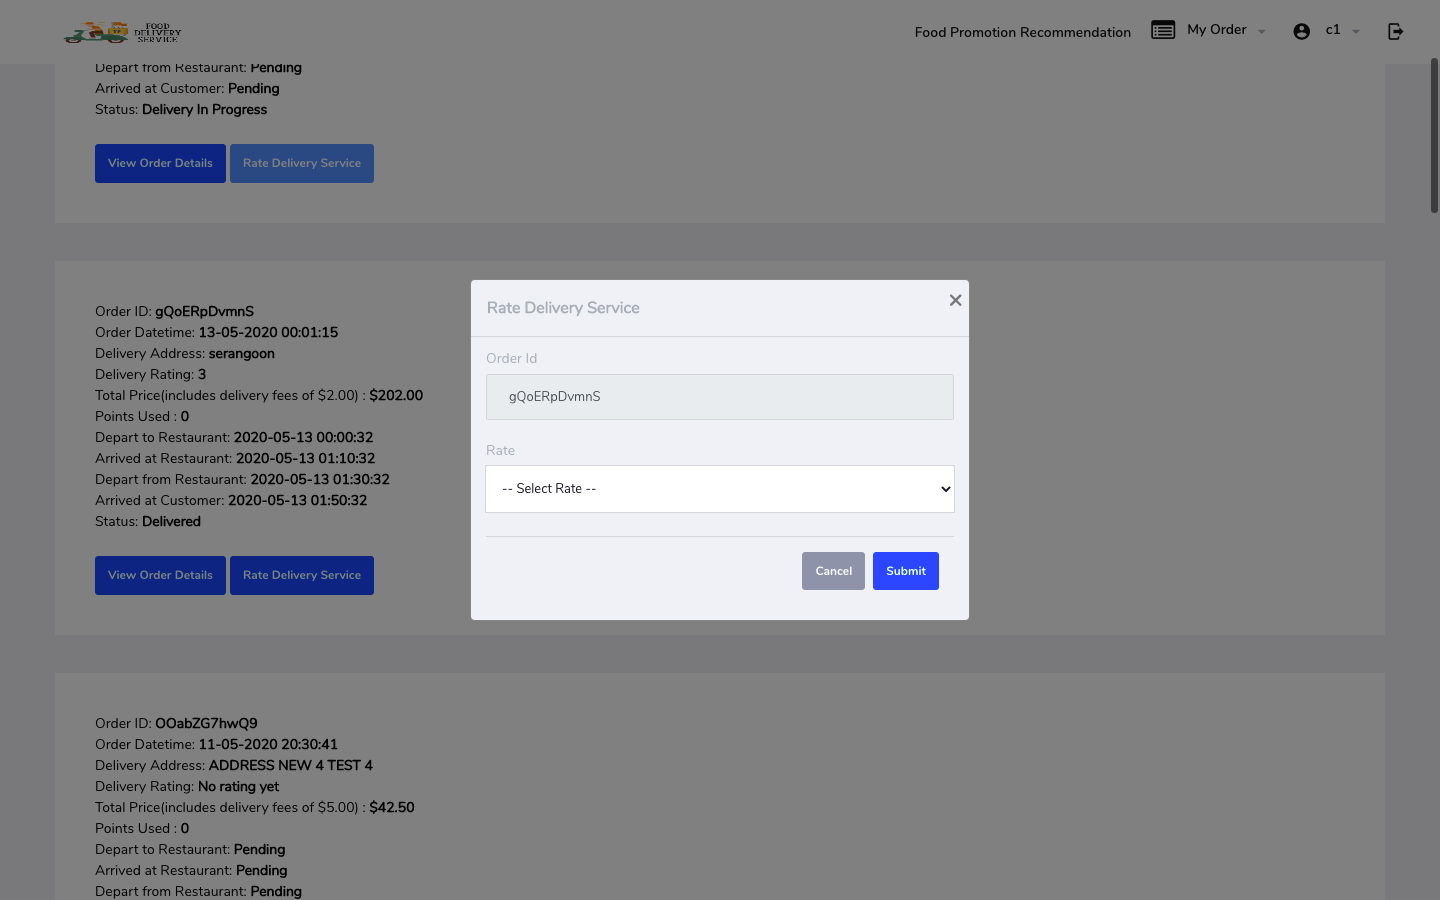 FOOD
DELIVERY
SERVICE
Food Promotion Recommendation
My Order
c1
Depart from Restaurant: Pending
Arrived at Customer: Pending
Status: Delivery In Progress
View Order Details
Rate Delivery Service
Order ID: gQoERpDvmnS
Order Datetime: 13-05-2020 00:01:15
Delivery Address: serangoon
Delivery Rating: 3
Total Price(includes delivery fees of $2.00) : $202.00
Points Used : 0
Depart to Restaurant: 2020-05-13 00:00:32
Arrived at Restaurant: 2020-05-13 01:10:32
Depart from Restaurant: 2020-05-13 01:30:32
Arrived at Customer: 2020-05-13 01:50:32
Status: Delivered
View Order Details
Rate Delivery Service
Rate Delivery Service
×
Order Id
gQoERpDvmnS
Rate
-- Select Rate --
Cancel
Submit
Order ID: OOabZG7hwQ9
Order Datetime: 11-05-2020 20:30:41
Delivery Address: ADDRESS NEW 4 TEST 4
Delivery Rating: No rating yet
Total Price(includes delivery fees of $5.00) : $42.50
Points Used : 0
Depart to Restaurant: Pending
Arrived at Restaurant: Pending
Depart from Restaurant: Pending